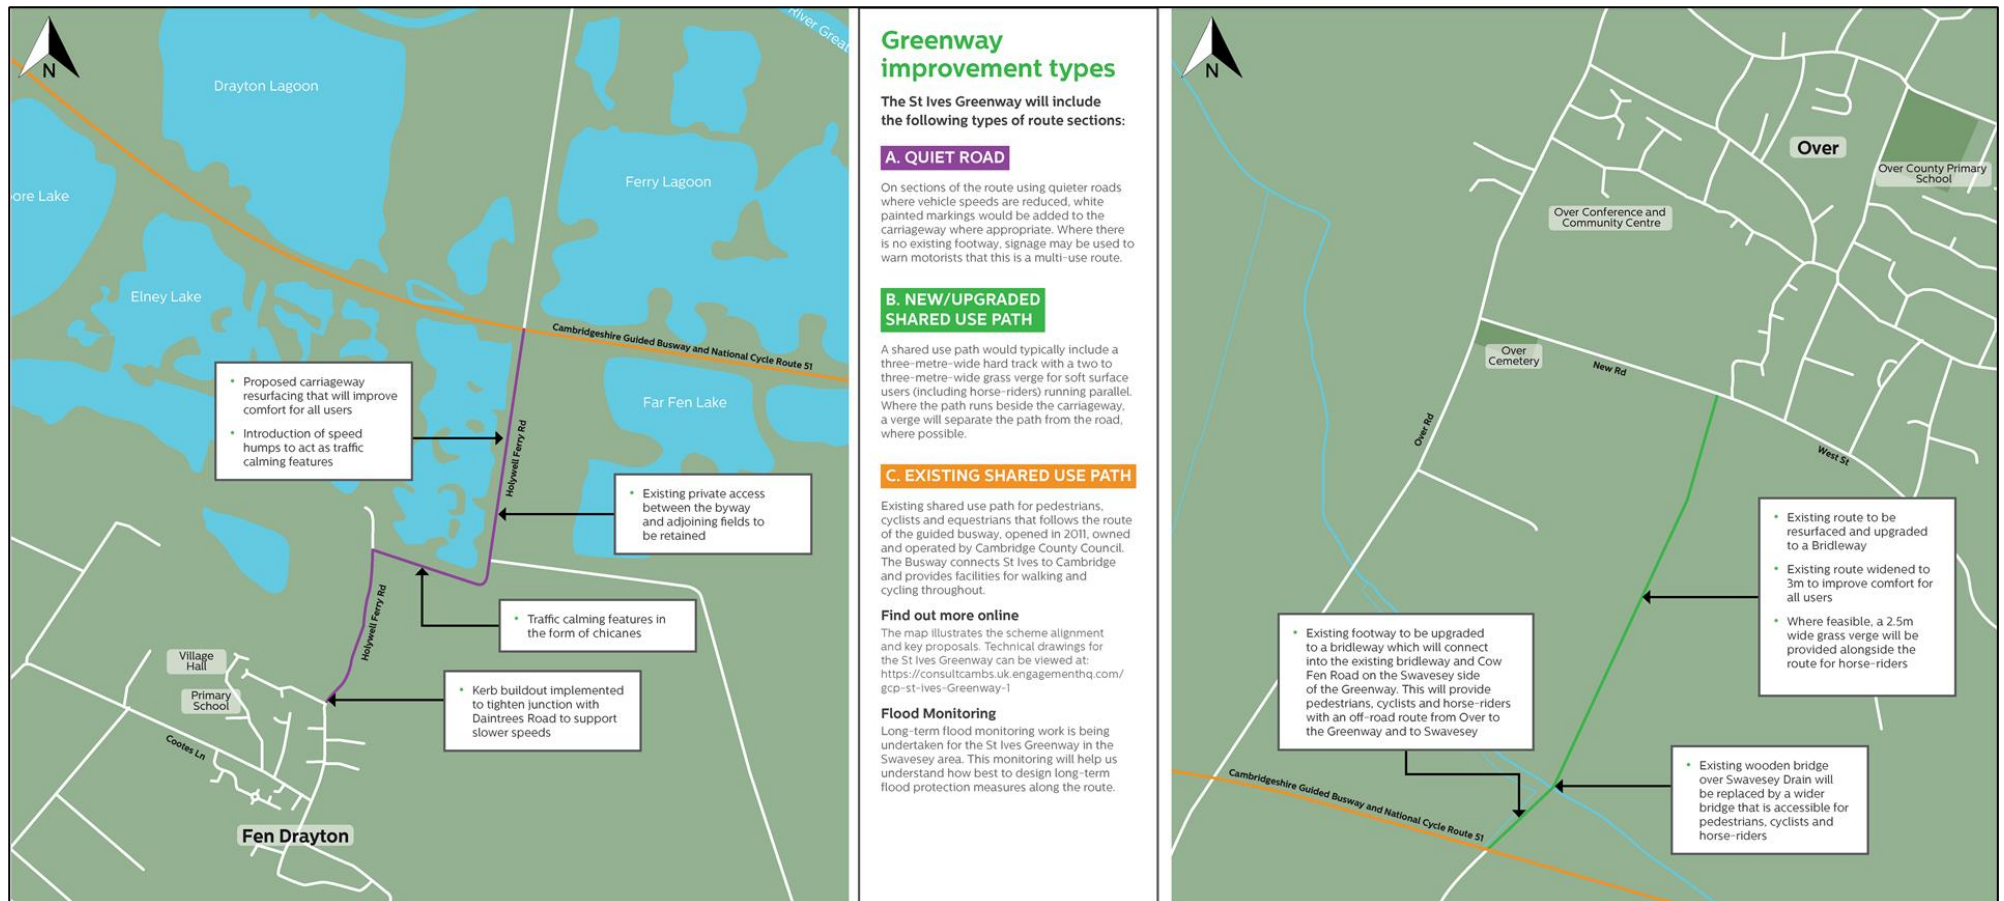 River Great
N
Drayton Lagoon
ore Lake
Ferry Lagoon
Elney Lake
Cambridgeshire Guided Busway and National Cycle Route 51
Far Fen Lake
• Proposed carriageway
resurfacing that will improve
comfort for all users
• Introduction of speed
humps to act as traffic
calming features
Holywell Ferry Rd
• Existing private access
between the byway
and adjoining fields to
be retained
Holywell Ferry Rd
• Traffic calming features in
the form of chicanes
Village
Hall
Primary
School
• Kerb buildout implemented
to tighten junction with
Daintrees Road to support
slower speeds
Cootes Ln
Fen Drayton
Greenway
improvement types
The St Ives Greenway will include
the following types of route sections:
A. QUIET ROAD
On sections of the route using quieter roads
where vehicle speeds are reduced, white
painted markings would be added to the
carriageway where appropriate. Where there
is no existing footway, signage may be used to
warn motorists that this is a multi-use route.
B. NEW/UPGRADED
SHARED USE PATH
A shared use path would typically include a
three-metre-wide hard track with a two to
three-metre-wide grass verge for soft surface
users (including horse-riders) running parallel.
Where the path runs beside the carriageway,
a verge will separate the path from the road,
where possible.
C. EXISTING SHARED USE PATH
Existing shared use path for pedestrians,
cyclists and equestrians that follows the route
of the guided busway, opened in 2011, owned
and operated by Cambridge County Council.
The Busway connects St Ives to Cambridge
and provides facilities for walking and
cycling throughout.
Find out more online
The map illustrates the scheme alignment
and key proposals. Technical drawings for
the St Ives Greenway can be viewed at:
https://consultcambs.uk.engagementhq.com/
gcp-st-ives-Greenway-1
Flood Monitoring
Long-term flood monitoring work is being
undertaken for the St Ives Greenway in the
Swavesey area. This monitoring will help us
understand how best to design long-term
flood protection measures along the route.
N
Over
Over County Primary
School
Over Conference and
Community Centre
Over
Cemetery
New Rd
Over Rd
West St
• Existing route to be
resurfaced and upgraded
to a Bridleway
• Existing route widened to
3m to improve comfort for
all users
• Where feasible, a 2.5m
wide grass verge will be
provided alongside the
route for horse-riders
• Existing footway to be upgraded
to a bridleway which will connect
into the existing bridleway and Cow
Fen Road on the Swavesey side
of the Greenway. This will provide
pedestrians, cyclists and horse-riders
with an off-road route from Over to
the Greenway and to Swavesey
• Existing wooden bridge
over Swavesey Drain will
be replaced by a wider
bridge that is accessible for
pedestrians, cyclists and
horse-riders
Cambridgeshire Guided Busway and National Cycle Route 51